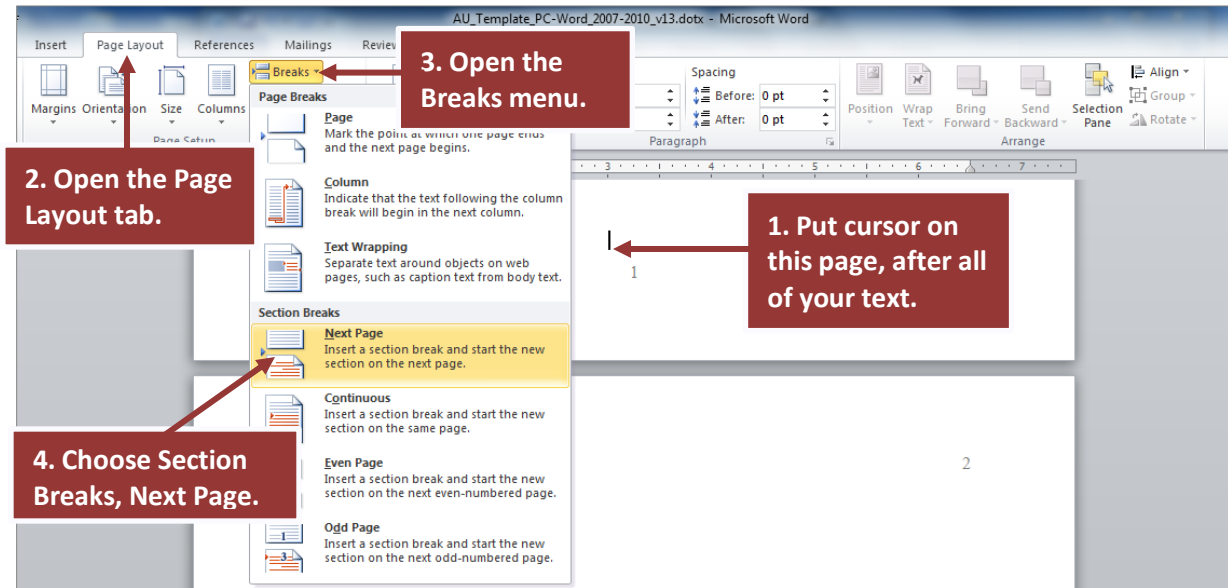 AU_Template_PC-Word_2007-2010_v13.dotx - Microsoft Word
Insert Page Layout References Mailings
Breaks
Spacing
Before: 0 pt
After: 0 pt
Margins Orientation Size Columns
Position Wrap Text Bring Forward Send Backward Selection Pane
Align
Group
Rotate
Page Setup
Paragraph
Arrange
3. Open the
Breaks menu.
2. Open the Page
Layout tab.
1. Put cursor on
this page, after all
of your text.
4. Choose Section
Breaks, Next Page.
Page Breaks
Page
Mark the point at which one page ends
and the next page begins.
Column
Indicate that the text following the column
break will begin in the next column.
Text Wrapping
Separate text around objects on web
pages, such as caption text from body text.
Section Breaks
Next Page
Insert a section break and start the new
section on the next page.
Continuous
Insert a section break and start the new
section on the same page.
Even Page
Insert a section break and start the new
section on the next even-numbered page.
Odd Page
Insert a section break and start the new
section on the next odd-numbered page.
3 4 5 6 7
1
2